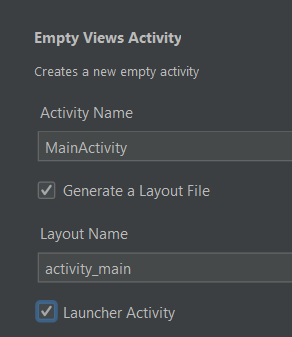 Empty Views Activity
Creates a new empty activity
Activity Name
MainActivity
Generate a Layout File
Layout Name
activity_main
Launcher Activity